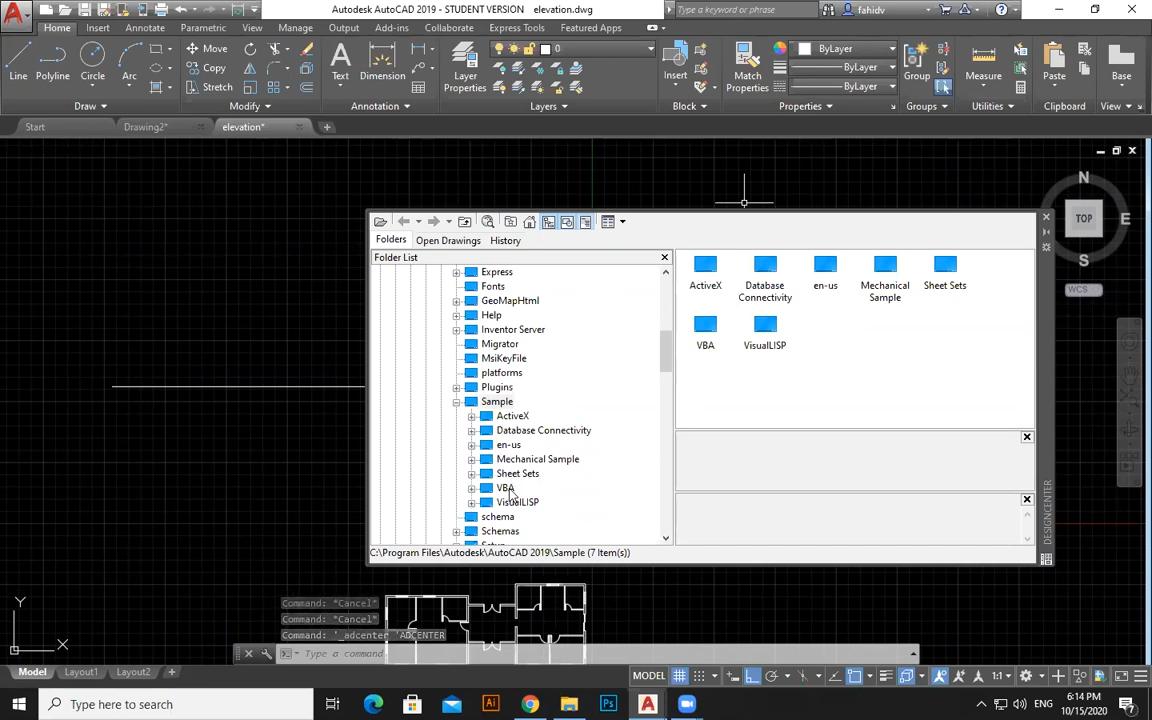 Autodesk AutoCAD 2019 - STUDENT VERSION elevation.dwg
Type a keyword or phrase
fahidv
Home Insert Annotate Parametric View Manage Output Add-ins Collaborate Express Tools Featured Apps
Line Polyline Circle Arc
Move
Copy
Stretch
Text Dimension
Layer Properties
0
Insert
Match Properties
ByLayer
ByLayer
ByLayer
Group
Measure
Paste
Base
Draw Modify Annotation Layers Block Properties Groups Utilities Clipboard View
Start Drawing2* elevation*
N
TOP
E
S
WCS
Folders Open Drawings History
Folder List
Express
Fonts
GeoMapHtml
Help
Inventor Server
Migrator
MsiKeyFile
platforms
Plugins
Sample
ActiveX
Database Connectivity
en-us
Mechanical Sample
Sheet Sets
VBA
VisualLISP
schema
Schemas
ActiveX
Database Connectivity
en-us
Mechanical Sample
Sheet Sets
VBA
VisualLISP
DESIGNCENTER
C:\Program Files\Autodesk\AutoCAD 2019\Sample (7 Item(s))
Command: *Cancel*
Command: *Cancel*
Command: '_adcenter 'ADCENTER
Type a command
Y
X
Model Layout1 Layout2
MODEL
1:1
Type here to search
Ai
Ps
ENG
6:14 PM
10/15/2020